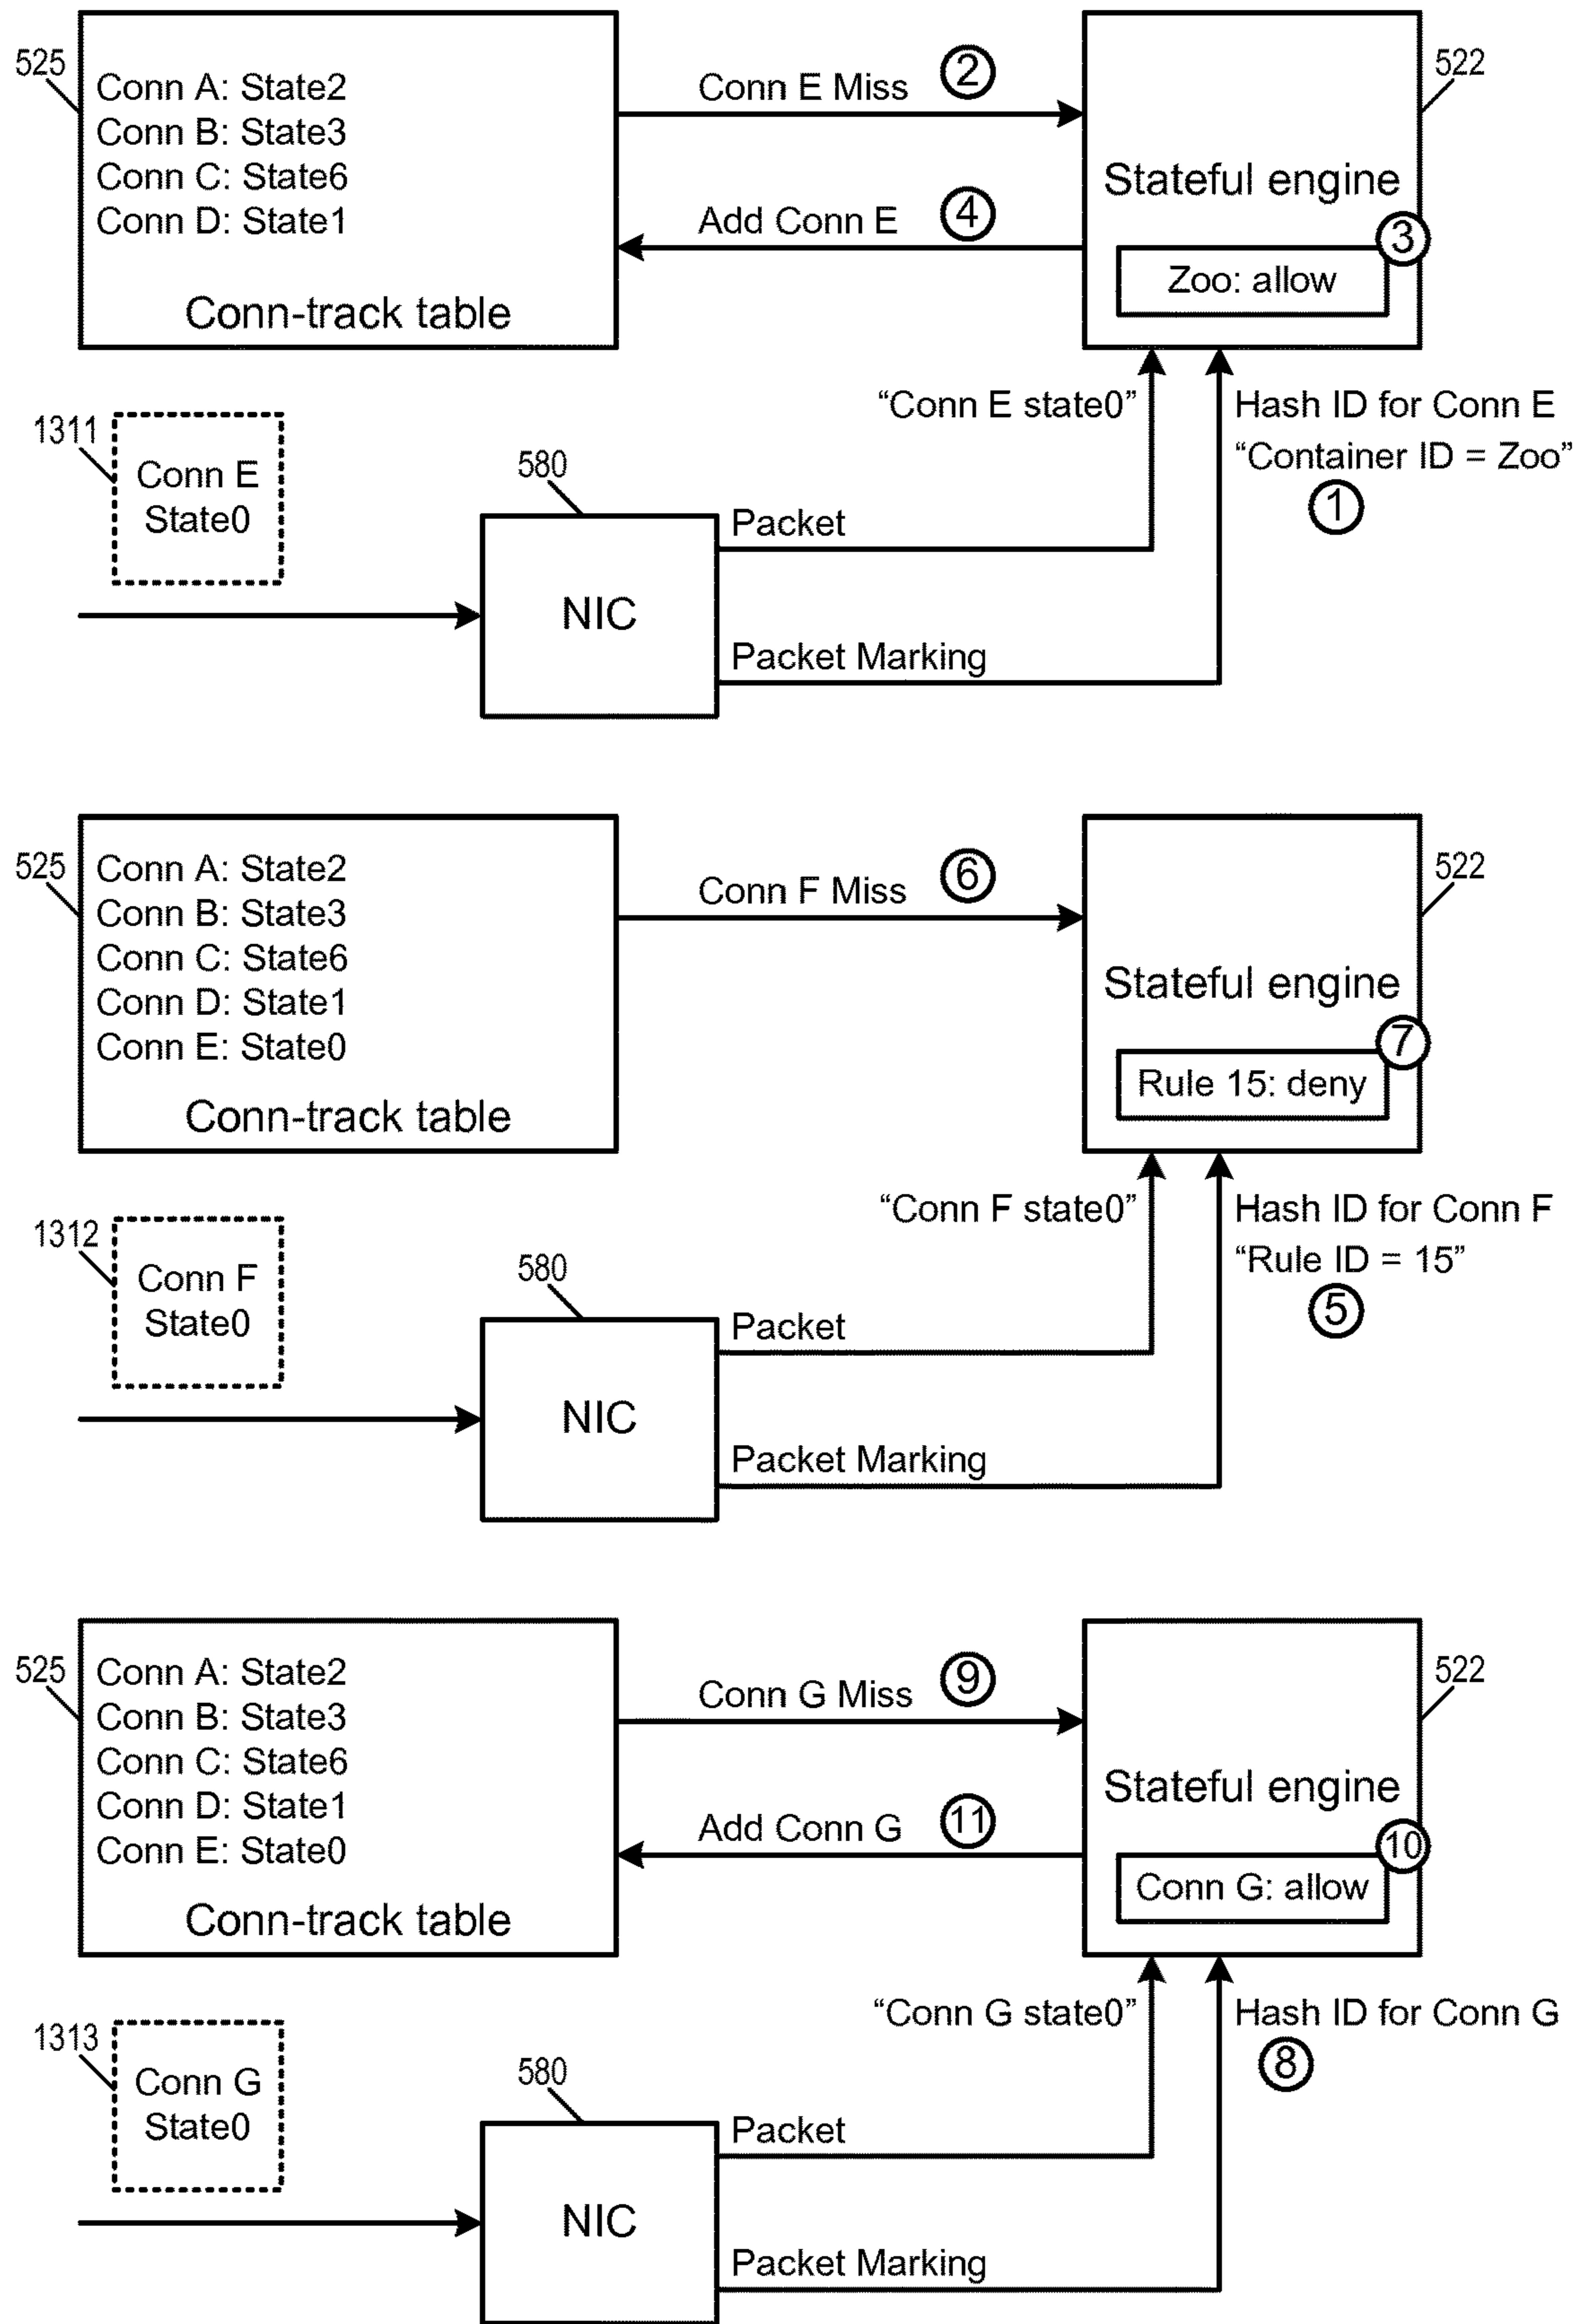 525
Conn A: State2
Conn B: State3
Conn C: State6
Conn D: State1
Conn-track table
Conn E Miss
2
Add Conn E
4
522
Stateful engine
3
Zoo: allow
"Conn E state0"
Hash ID for Conn E
"Container ID = Zoo"
1
1311
Conn E
State0
580
NIC
Packet
Packet Marking
525
Conn A: State2
Conn B: State3
Conn C: State6
Conn D: State1
Conn E: State0
Conn-track table
Conn F Miss
6
522
Stateful engine
7
Rule 15: deny
"Conn F state0"
Hash ID for Conn F
"Rule ID = 15"
5
1312
Conn F
State0
580
NIC
Packet
Packet Marking
525
Conn A: State2
Conn B: State3
Conn C: State6
Conn D: State1
Conn E: State0
Conn-track table
Conn G Miss
9
Add Conn G
11
522
Stateful engine
10
Conn G: allow
"Conn G state0"
Hash ID for Conn G
8
1313
Conn G
State0
580
NIC
Packet
Packet Marking